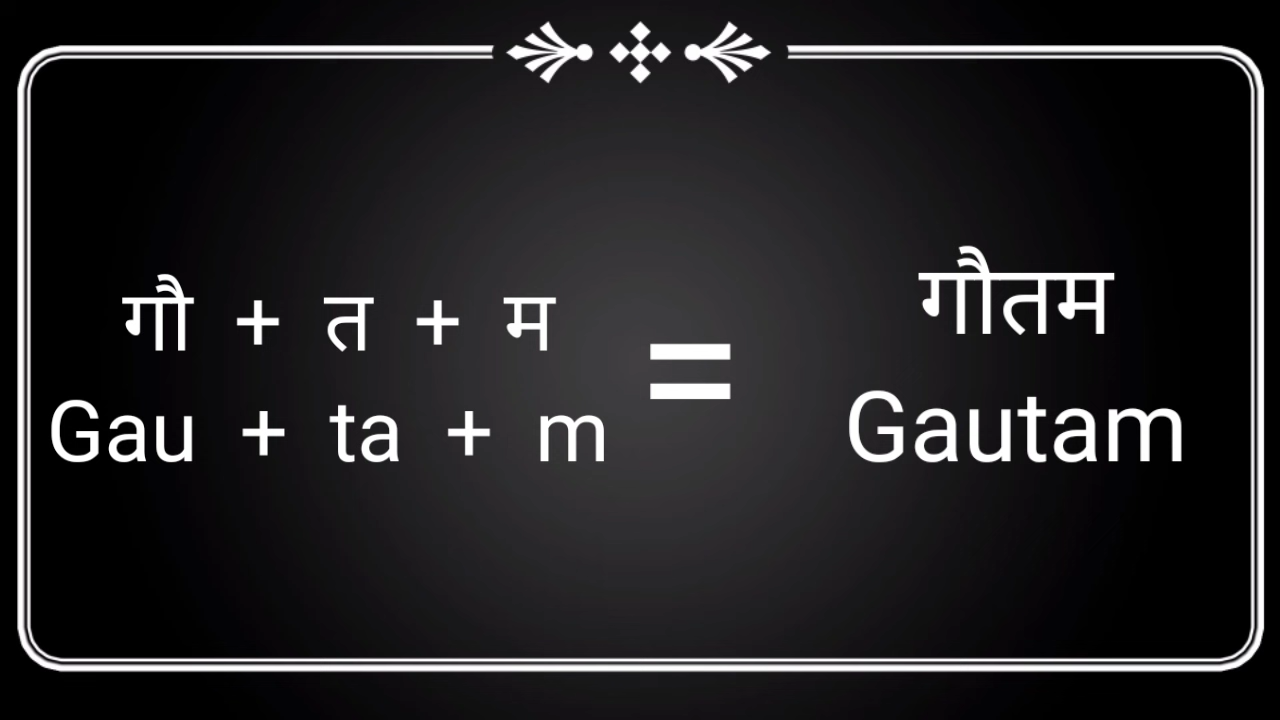 गौ + त + म = गौतम
Gau + ta + m = Gautam